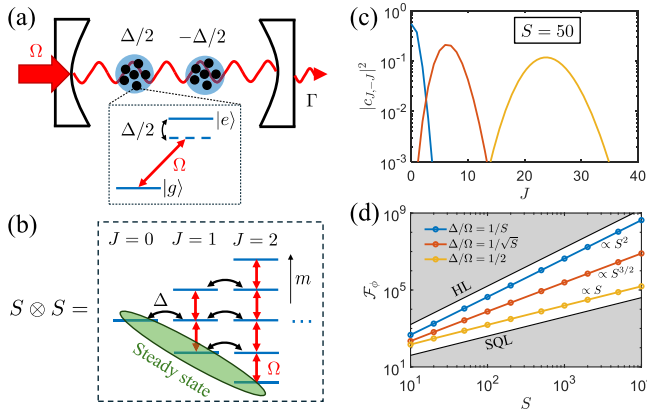 (a)
Ω
Δ/2
−Δ/2
Γ
Δ/2
|e⟩
Ω
|g⟩
(b)
J = 0
J = 1
J = 2
m
Δ
S ⊗ S =
...
Steady state
Ω
(c)
S = 50
|c_{J,−J}|²
10^0
10^-1
10^-2
10^-3
0
10
20
30
40
J
(d)
Δ/Ω = 1/S
Δ/Ω = 1/√S
Δ/Ω = 1/2
∝ S²
∝ S^{3/2}
∝ S
HL
SQL
F_ϕ
10^9
10^5
10^1
10^1
10^2
10^3
10^4
S